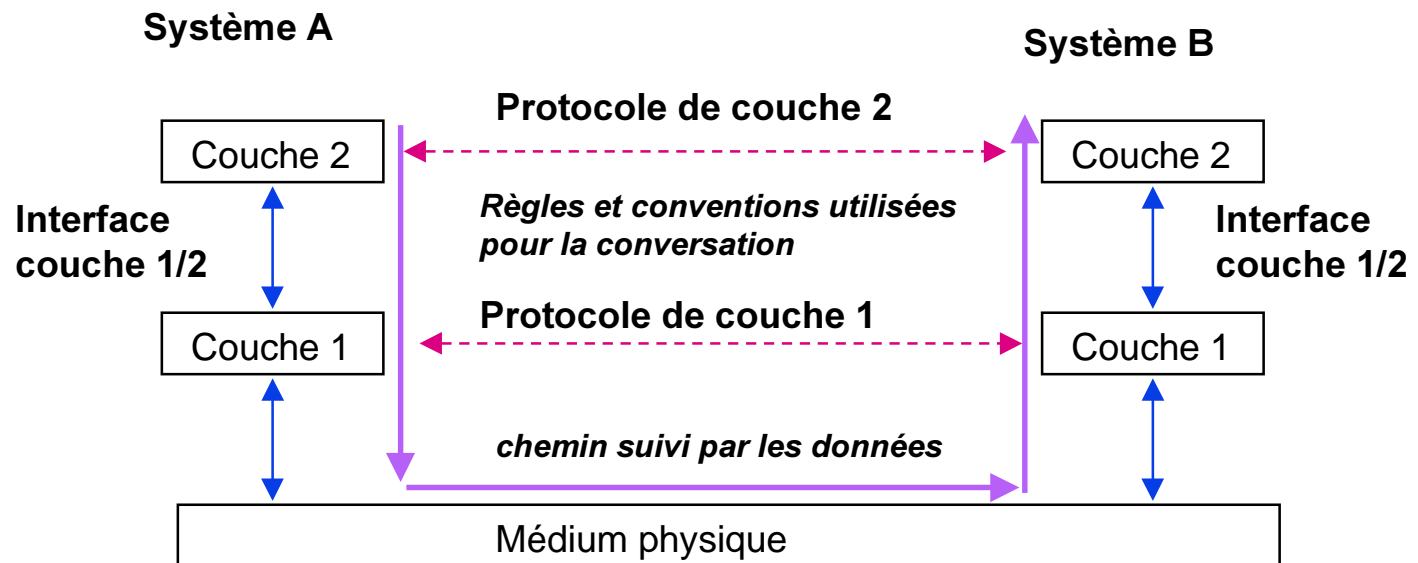 Système A
Système B
Protocole de couche 2
Couche 2
Couche 2
Règles et conventions utilisées
pour la conversation
Interface
couche 1/2
Interface
couche 1/2
Protocole de couche 1
Couche 1
Couche 1
chemin suivi par les données
Médium physique